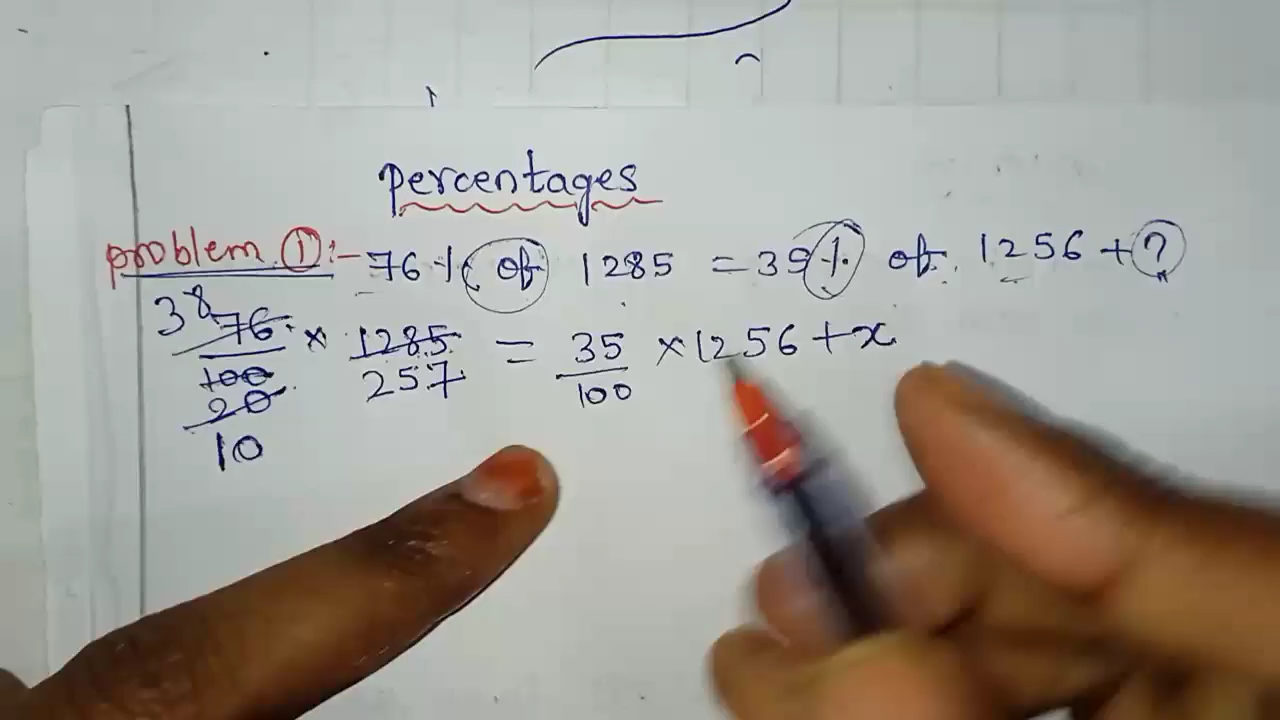 percentages
problem ①:- 76% of 1285 = 35% of 1256 + ?
38 76 × 1285 = 35 × 1256 + x
100 257 100
20
10